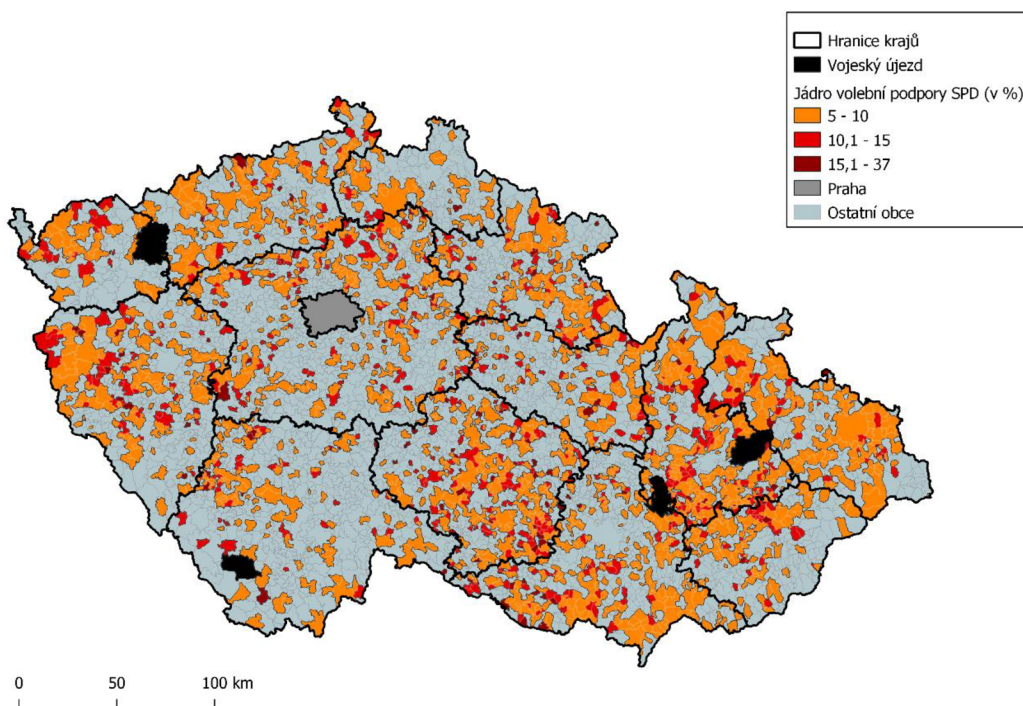 Hranice krajů
Vojeský újezd
Jádro volební podpory SPD (v %)
5 - 10
10,1 - 15
15,1 - 37
Praha
Ostatní obce
0 50 100 km